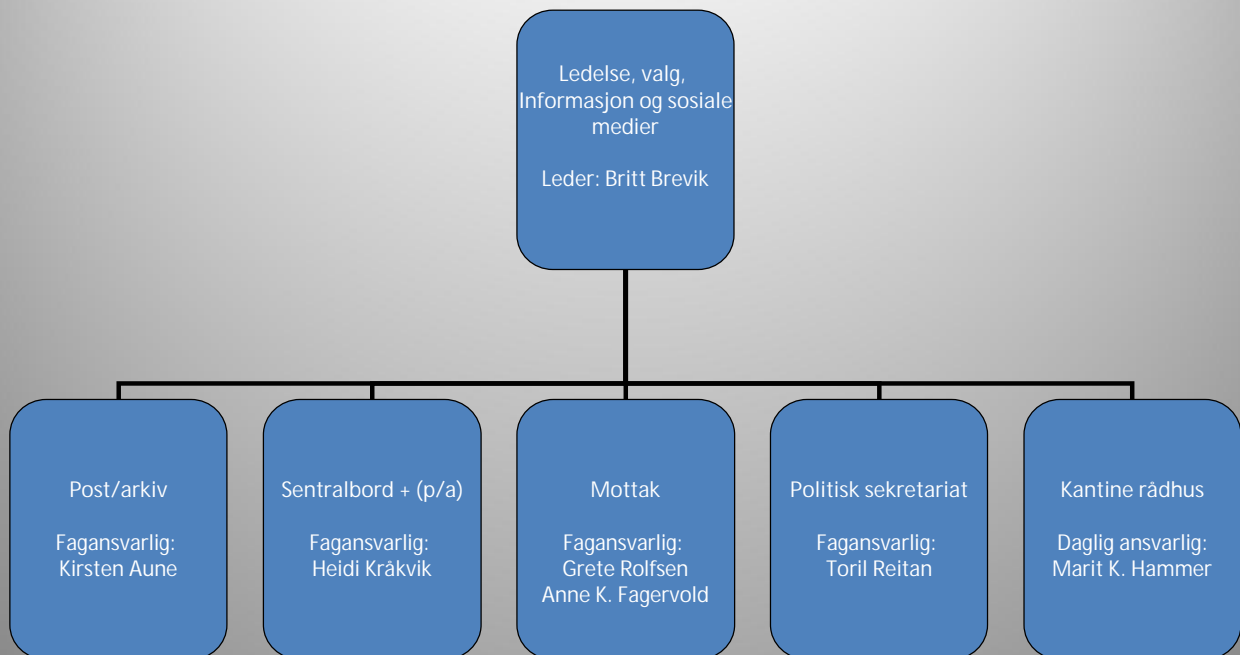 Ledelse, valg,
Informasjon og sosiale
medier
Leder: Britt Brevik
Post/arkiv
Fagansvarlig:
Kirsten Aune
Sentralbord + (p/a)
Fagansvarlig:
Heidi Kråkvik
Mottak
Fagansvarlig:
Grete Rolfsen
Anne K. Fagervold
Politisk sekretariat
Fagansvarlig:
Toril Reitan
Kantine rådhus
Daglig ansvarlig:
Marit K. Hammer